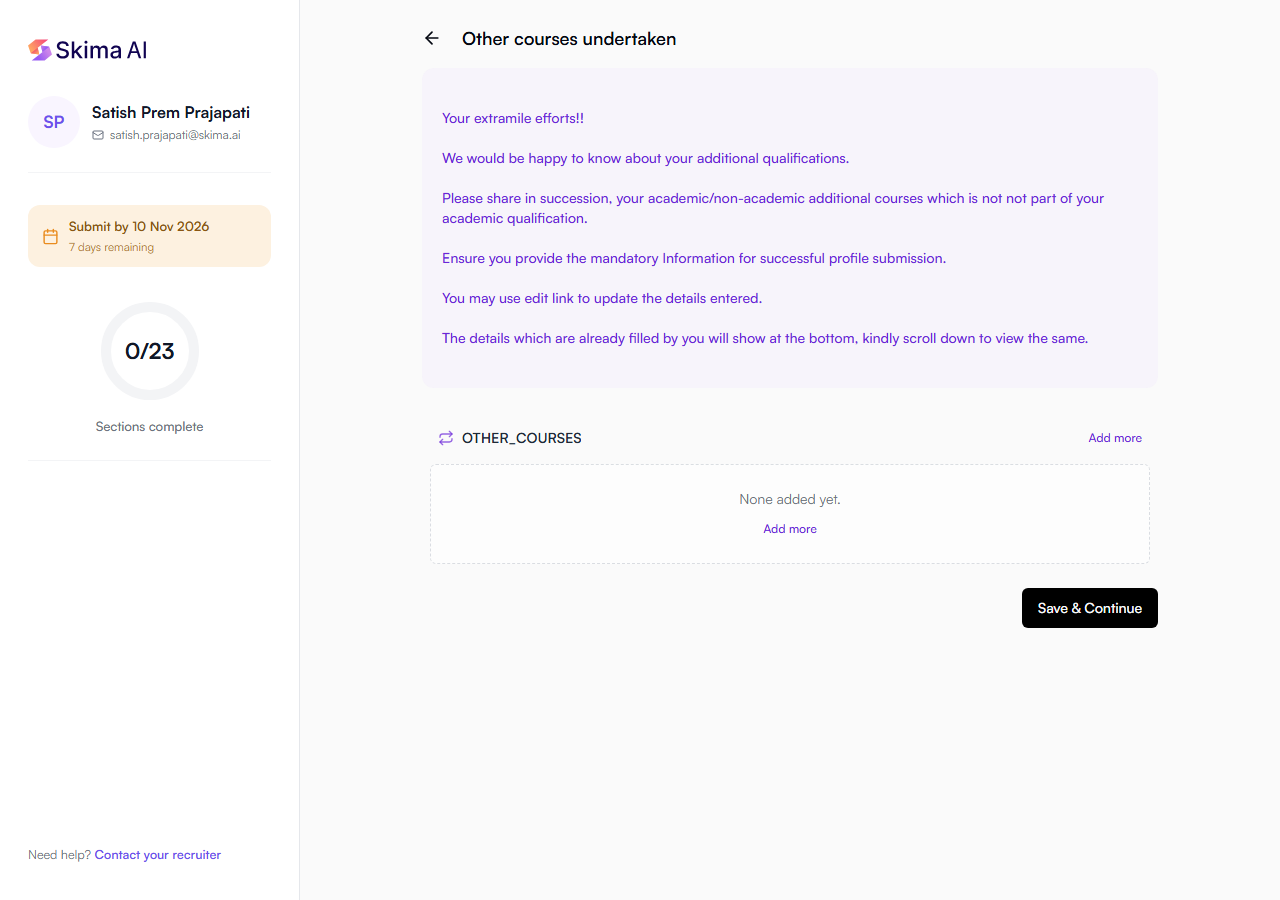 Skima AI
SP
Satish Prem Prajapati
satish.prajapati@skima.ai
Submit by 10 Nov 2026
7 days remaining
0/23
Sections complete
Need help? Contact your recruiter
Other courses undertaken
Your extramile efforts!!
We would be happy to know about your additional qualifications.
Please share in succession, your academic/non-academic additional courses which is not not part of your
academic qualification.
Ensure you provide the mandatory Information for successful profile submission.
You may use edit link to update the details entered.
The details which are already filled by you will show at the bottom, kindly scroll down to view the same.
OTHER_COURSES
Add more
None added yet.
Add more
Save & Continue